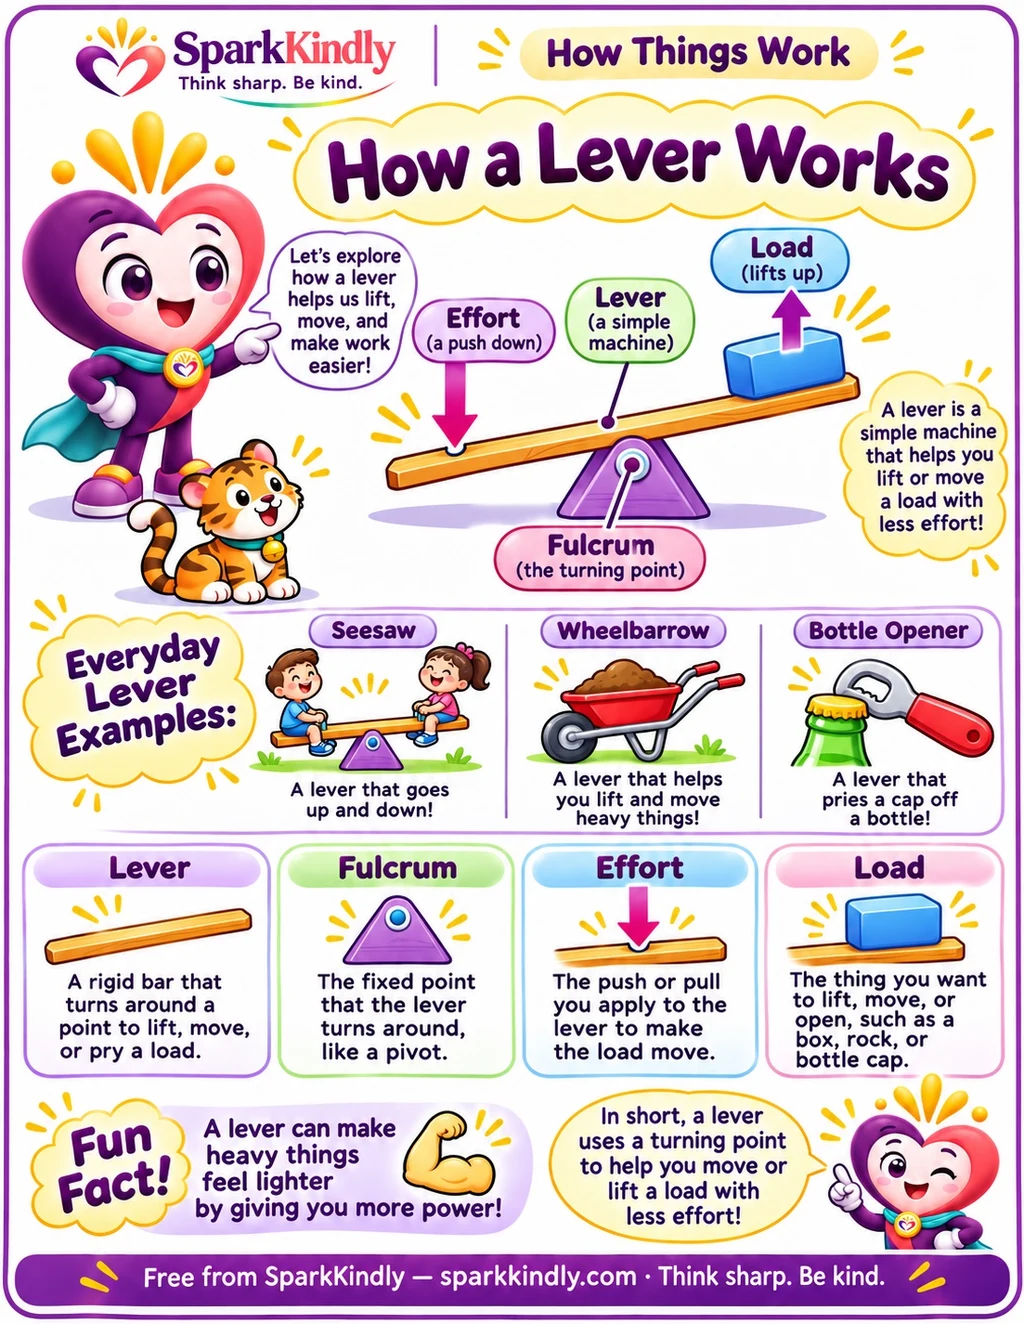 SparkKindly
Think sharp. Be kind.
How Things Work
How a Lever Works
Let's explore
how a lever
helps us lift,
move, and
make work
easier!
Effort
(a push down)
Lever
(a simple
machine)
Load
(lifts up)
A lever is a
simple machine
that helps you
lift or move
a load with
less effort!
Fulcrum
(the turning point)
Everyday
Lever
Examples:
Seesaw
A lever that goes
up and down!
Wheelbarrow
A lever that helps
you lift and move
heavy things!
Bottle Opener
A lever that
pries a cap off
a bottle!
Lever
A rigid bar that
turns around a
point to lift, move,
or pry a load.
Fulcrum
The fixed point
that the lever
turns around,
like a pivot.
Effort
The push or pull
you apply to the
lever to make
the load move.
Load
The thing you want
to lift, move, or
open, such as a
box, rock, or
bottle cap.
Fun
Fact!
A lever can make
heavy things
feel lighter
by giving you more power!
In short, a lever
uses a turning point
to help you move or
lift a load with
less effort!
Free from SparkKindly — sparkkindly.com · Think sharp. Be kind.